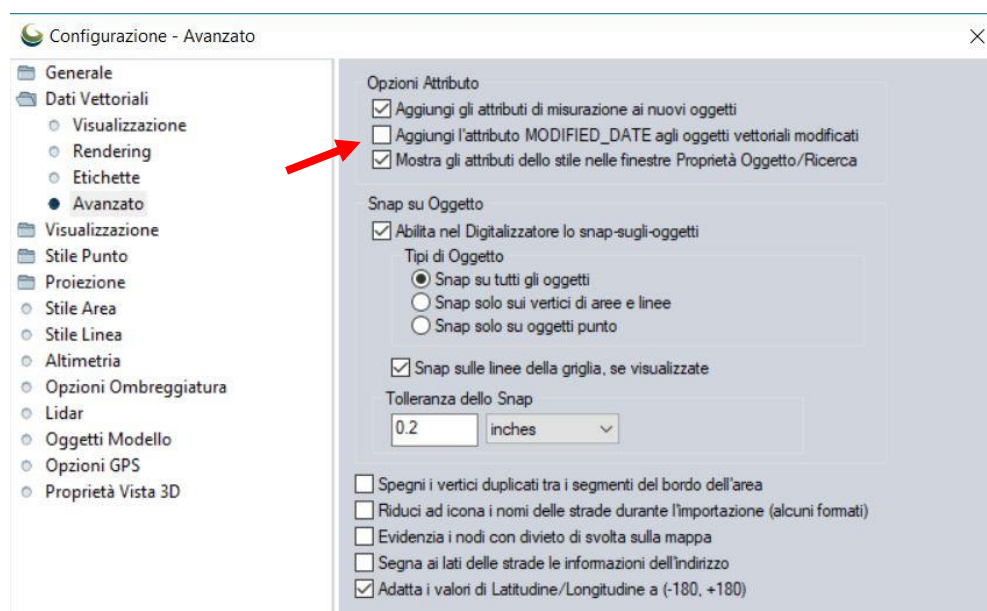 Configurazione - Avanzato
Generale
Dati Vettoriali
Visualizzazione
Rendering
Etichette
Avanzato
Visualizzazione
Stile Punto
Proiezione
Stile Area
Stile Linea
Altimetria
Opzioni Ombreggiatura
Lidar
Oggetti Modello
Opzioni GPS
Proprietà Vista 3D
Opzioni Attributo
Aggiungi gli attributi di misurazione ai nuovi oggetti
Aggiungi l'attributo MODIFIED_DATE agli oggetti vettoriali modificati
Mostra gli attributi dello stile nelle finestre Proprietà Oggetto/Ricerca
Snap su Oggetto
Abilita nel Digitalizzatore lo snap-sugli-oggetti
Tipi di Oggetto
Snap su tutti gli oggetti
Snap solo sui vertici di aree e linee
Snap solo su oggetti punto
Snap sulle linee della griglia, se visualizzate
Tolleranza dello Snap
0.2 inches
Spegni i vertici duplicati tra i segmenti del bordo dell'area
Riduci ad icona i nomi delle strade durante l'importazione (alcuni formati)
Evidenzia i nodi con divieto di svolta sulla mappa
Segna ai lati delle strade le informazioni dell'indirizzo
Adatta i valori di Latitudine/Longitudine a (-180, +180)